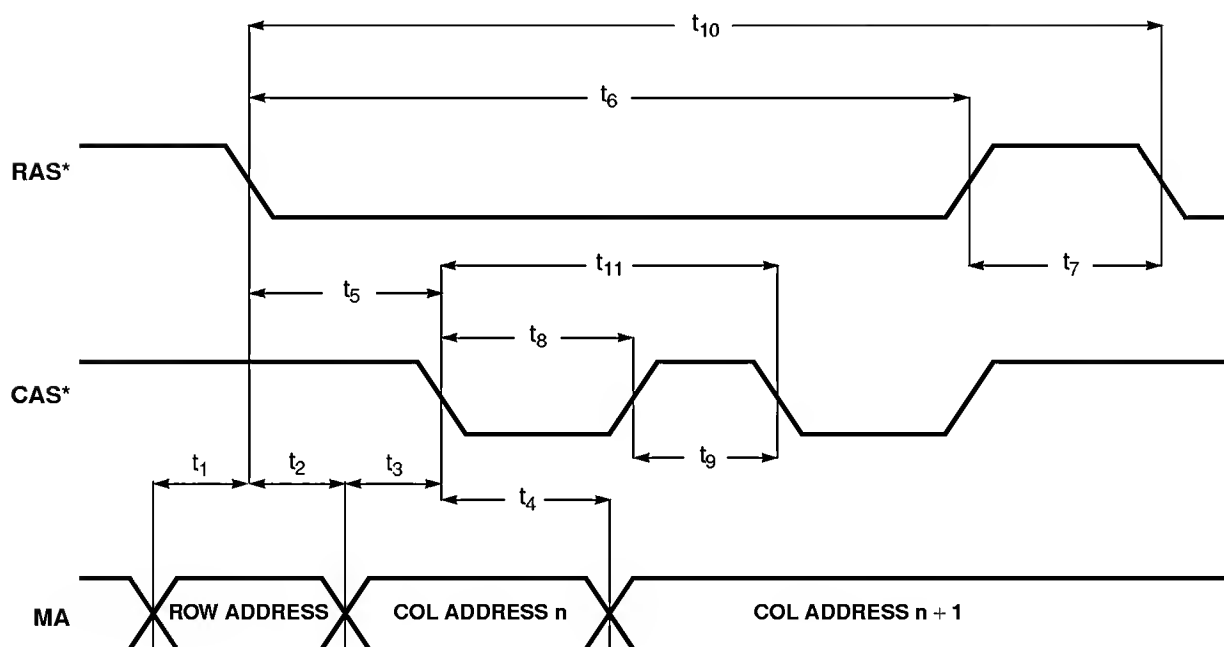 t10
t6
RAS*
t7
t11
t5
t8
CAS*
t9
t1 t2 t3
t4
MA ROW ADDRESS COL ADDRESS n COL ADDRESS n + 1